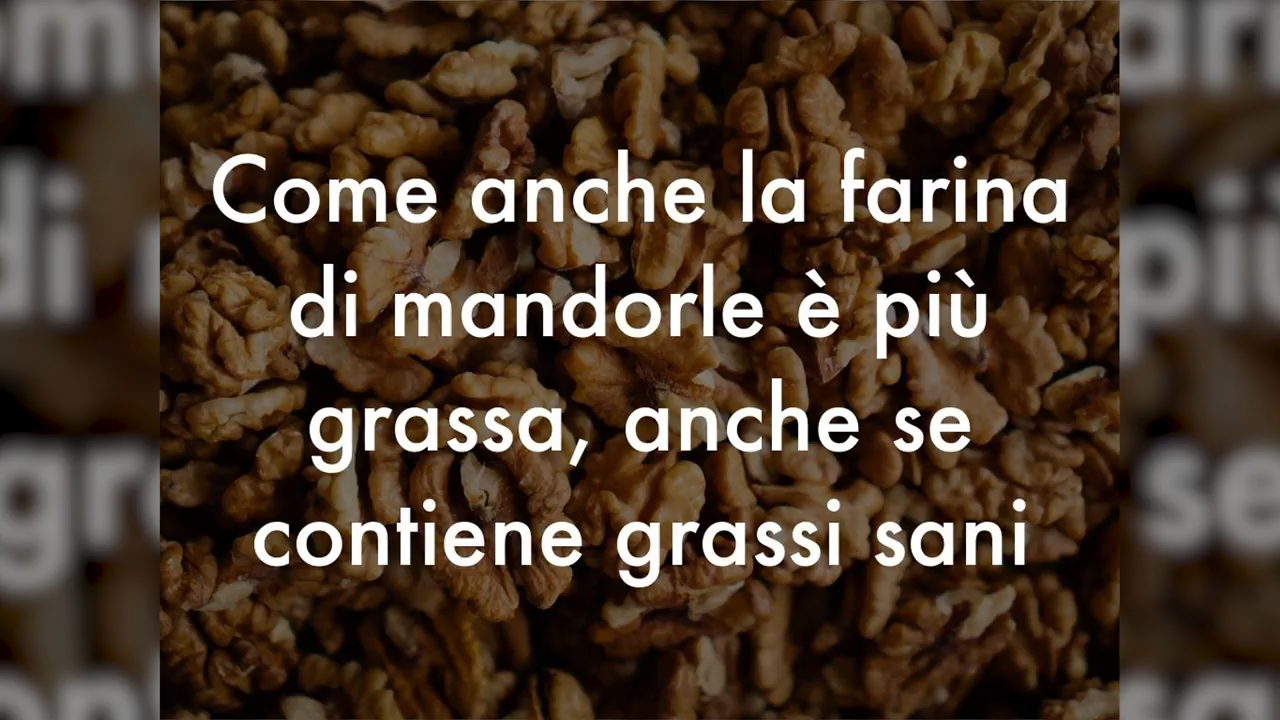 Come anche la farina
di mandorle è più
grassa, anche se
contiene grassi sani